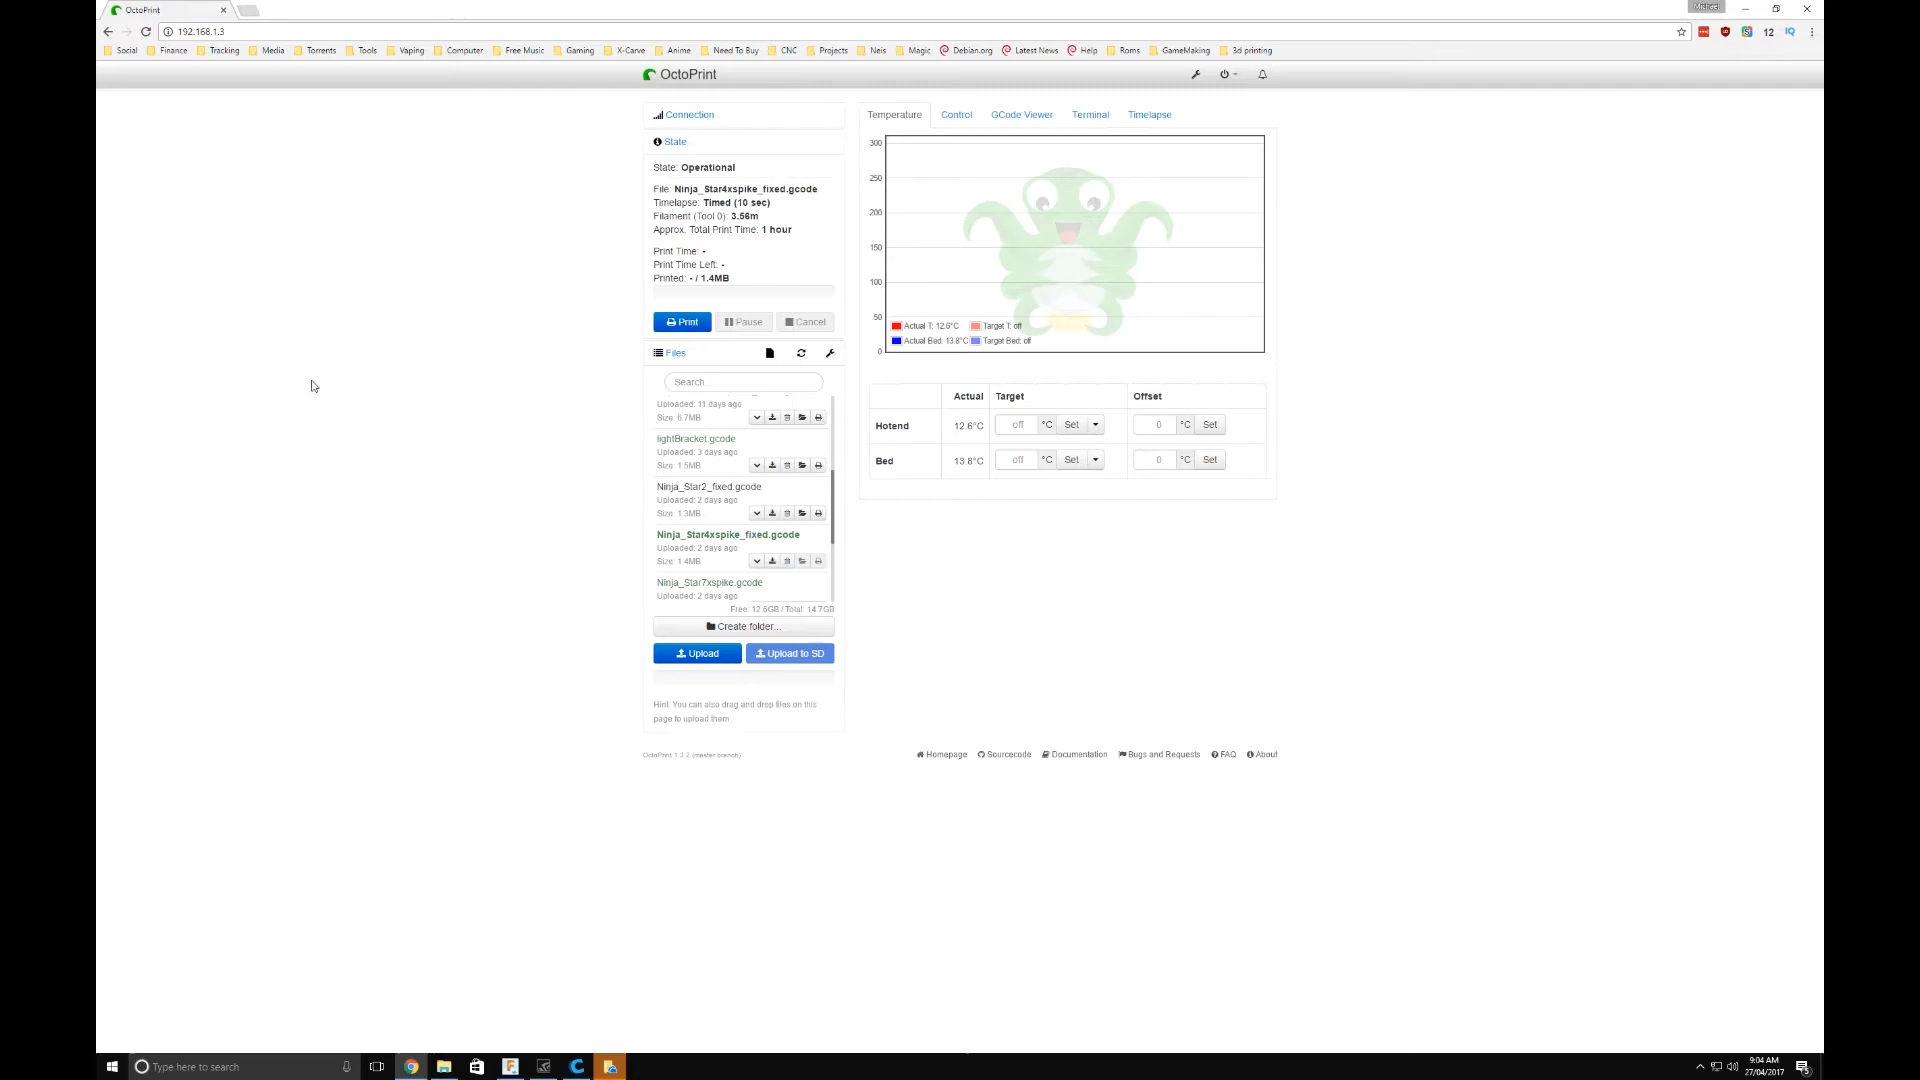 OctoPrint
Michael
192.168.1.3
12
Social Finance Tracking Media Torrents Tools Vaping Computer Free Music Gaming X-Carve Anime Need To Buy CNC Projects Neis Magic Debian.org Latest News Help Roms GameMaking 3d printing
OctoPrint
Connection
State
State: Operational
File: Ninja_Star4xspike_fixed.gcode
Timelapse: Timed (10 sec)
Filament (Tool 0): 3.56m
Approx. Total Print Time: 1 hour
Print Time: -
Print Time Left: -
Printed: - / 1.4MB
Print Pause Cancel
Files
Search...
Uploaded: 11 days ago
Size: 6.7MB
lightBracket.gcode
Uploaded: 3 days ago
Size: 1.5MB
Ninja_Star2_fixed.gcode
Uploaded: 2 days ago
Size: 1.3MB
Ninja_Star4xspike_fixed.gcode
Uploaded: 2 days ago
Size: 1.4MB
Ninja_Star7xspike.gcode
Uploaded: 2 days ago
Free: 12.6GB / Total: 14.7GB
Create folder...
Upload Upload to SD
Hint: You can also drag and drop files on this
page to upload them.
Temperature Control GCode Viewer Terminal Timelapse
300
250
200
150
100
50
0
Actual T: 12.6°C Target T: off
Actual Bed: 13.8°C Target Bed: off
Actual Target Offset
Hotend 12.6°C off °C Set 0 °C Set
Bed 13.8°C off °C Set 0 °C Set
OctoPrint 1.3.2 (master branch)
Homepage Sourcecode Documentation Bugs and Requests FAQ About
Type here to search
9:04 AM
27/04/2017
5